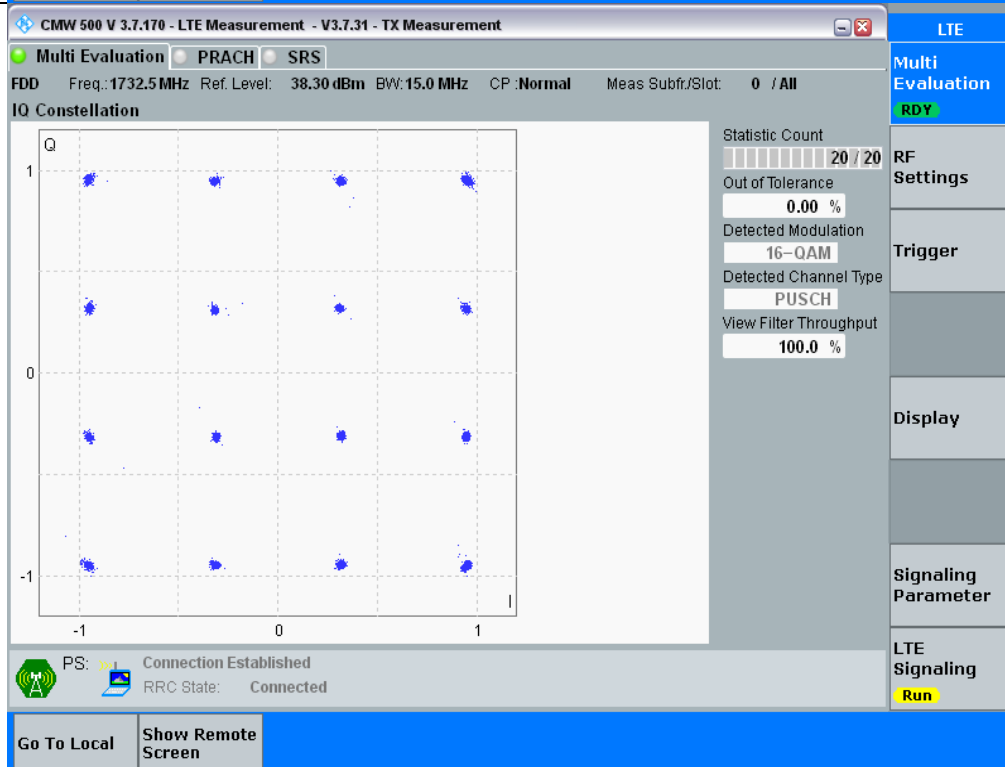 CMW 500 V 3.7.170 - LTE Measurement - V3.7.31 - TX Measurement
LTE
Multi Evaluation PRACH SRS
FDD Freq.:1732.5 MHz Ref. Level: 38.30 dBm BW:15.0 MHz CP :Normal Meas Subfr./Slot: 0 / All
IQ Constellation
Q
1
0
-1
-1 0 1
I
Statistic Count
20 / 20
Out of Tolerance
0.00 %
Detected Modulation
16-QAM
Detected Channel Type
PUSCH
View Filter Throughput
100.0 %
Multi
Evaluation
RDY
RF
Settings
Trigger
Display
Signaling
Parameter
LTE
Signaling
Run
PS: Connection Established
RRC State: Connected
Go To Local
Show Remote
Screen